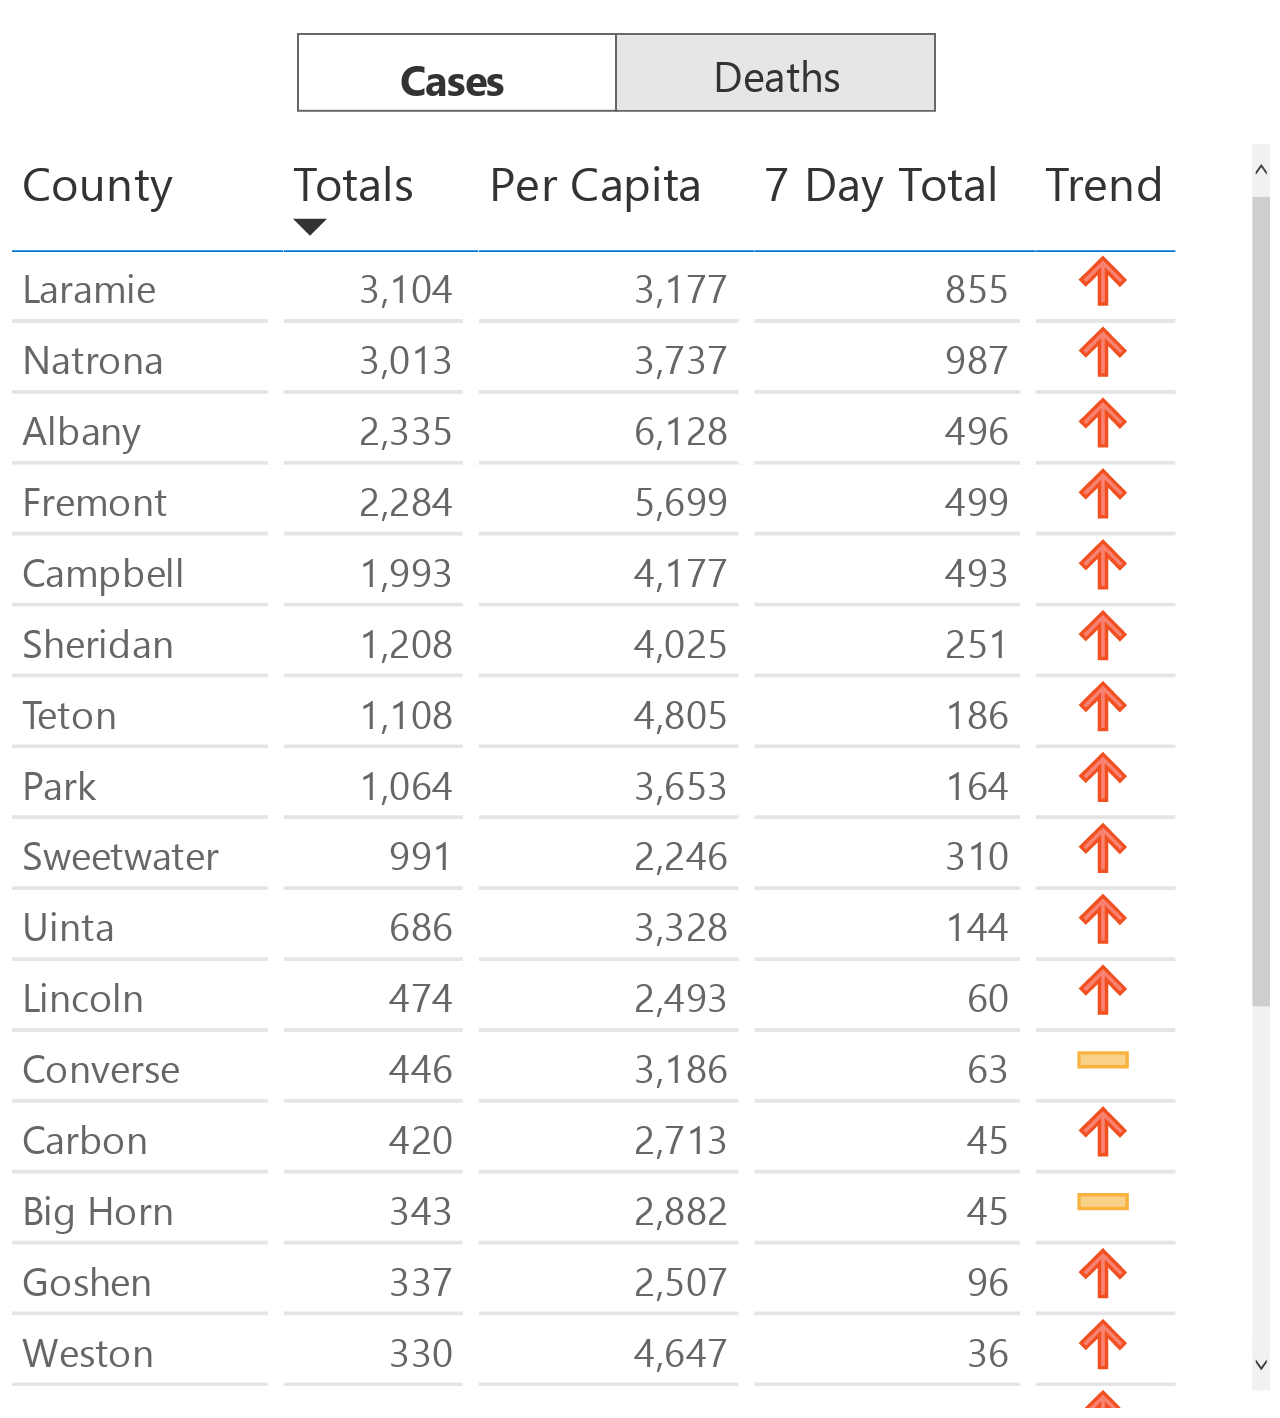 Cases Deaths
County Totals Per Capita 7 Day Total Trend
Laramie 3,104 3,177 855
Natrona 3,013 3,737 987
Albany 2,335 6,128 496
Fremont 2,284 5,699 499
Campbell 1,993 4,177 493
Sheridan 1,208 4,025 251
Teton 1,108 4,805 186
Park 1,064 3,653 164
Sweetwater 991 2,246 310
Uinta 686 3,328 144
Lincoln 474 2,493 60
Converse 446 3,186 63
Carbon 420 2,713 45
Big Horn 343 2,882 45
Goshen 337 2,507 96
Weston 330 4,647 36